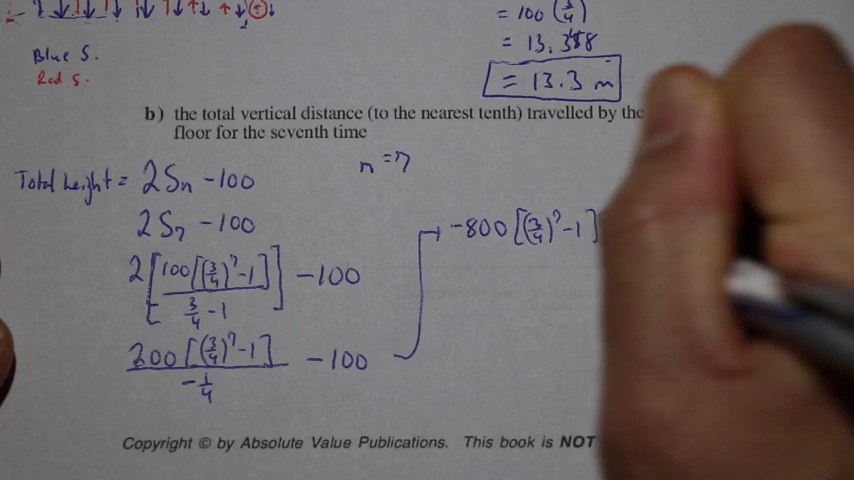 = 100 (3/4)
= 13.348
= 13.3 m
Blue S.
Red S.
b) the total vertical distance (to the nearest tenth) travelled by the
floor for the seventh time
n = 7
Total height = 2Sn - 100
2S7 - 100
2[100[(3/4)^7 - 1] / (3/4 - 1)] - 100
200[(3/4)^7 - 1] / (-1/4) - 100
-800[(3/4)^7 - 1]
Copyright © by Absolute Value Publications. This book is NOT